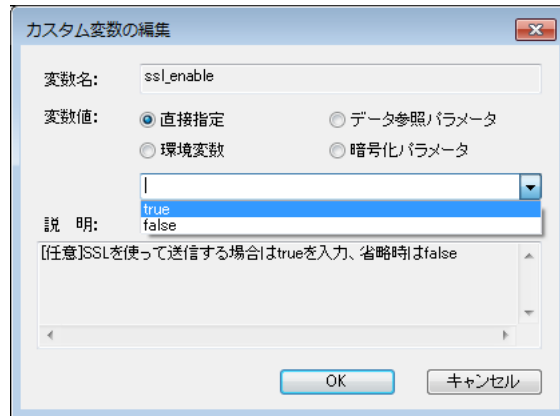 カスタム変数の編集
変数名: ssl_enable
変数値: 直接指定 データ参照パラメータ
環境変数 暗号化パラメータ
true
false
説 明:
[任意]SSLを使って送信する場合はtrueを入力、省略時はfalse
OK キャンセル